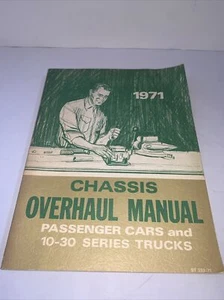 1971
CHASSIS
OVERHAUL MANUAL
PASSENGER CARS and
10-30 SERIES TRUCKS